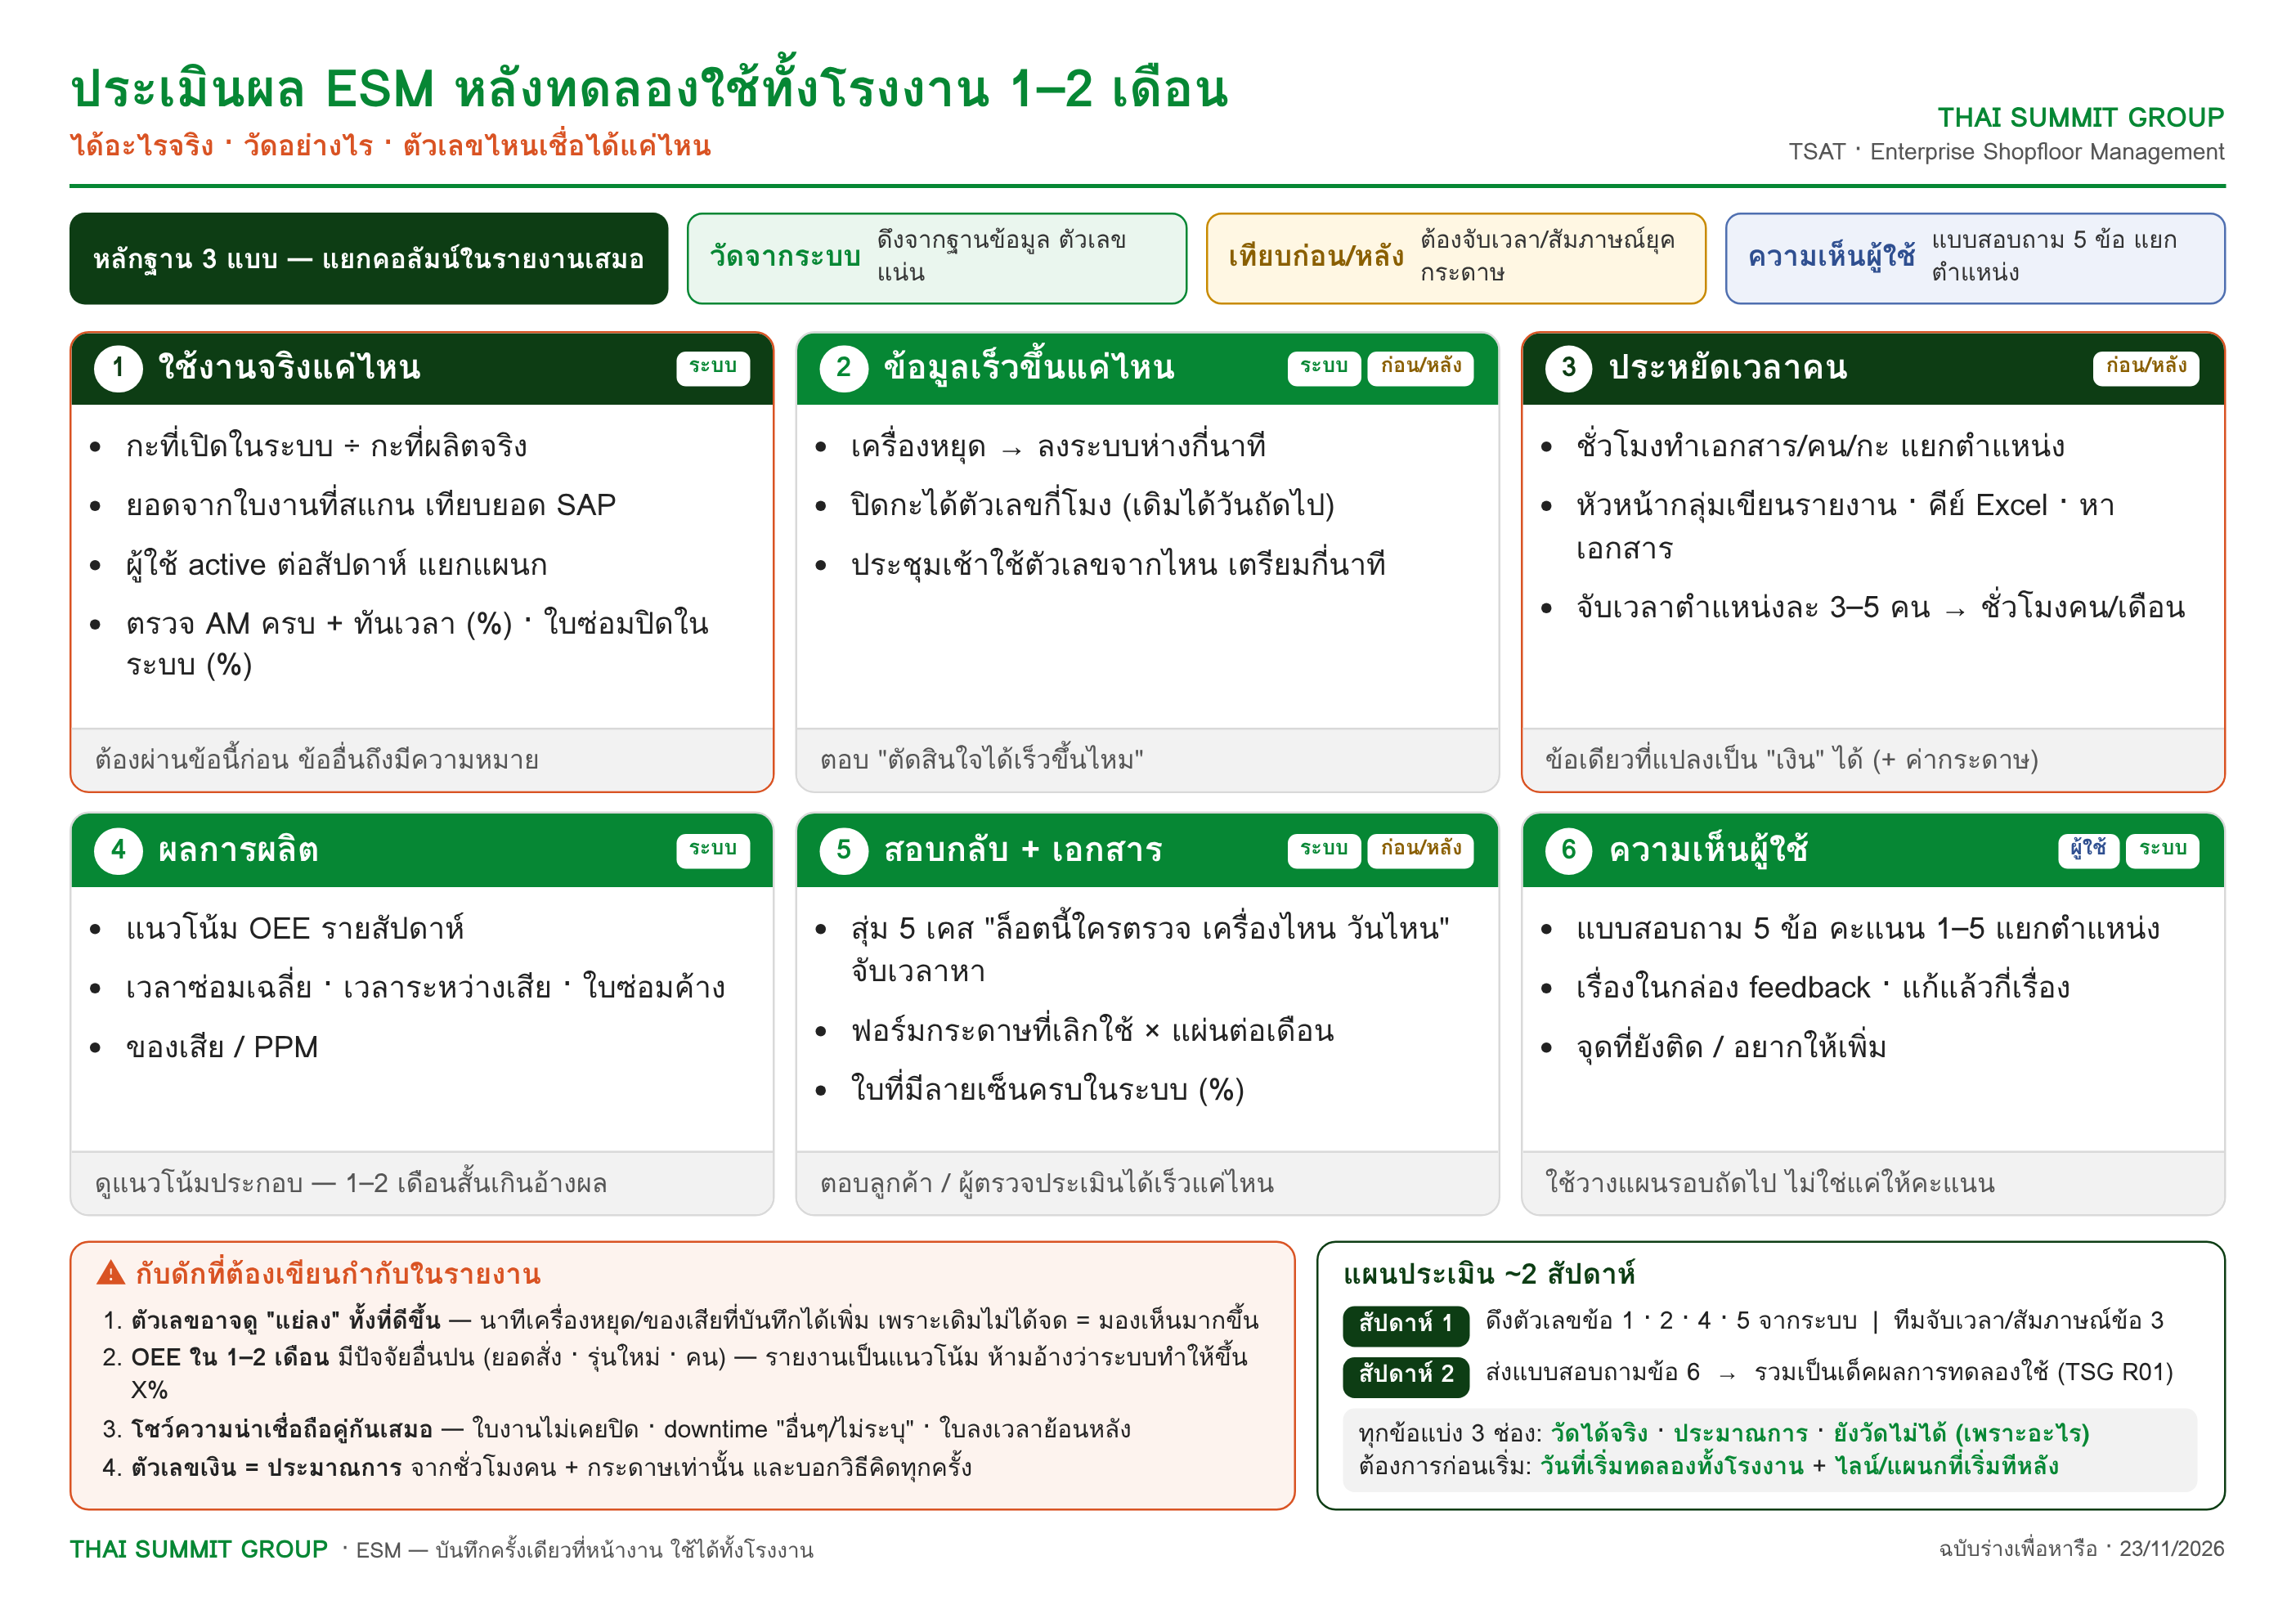 ประเมินผล ESM หลังทดลองใช้ทั้งโรงงาน 1–2 เดือน
ได้อะไรจริง · วัดอย่างไร · ตัวเลขไหนเชื่อได้แค่ไหน
THAI SUMMIT GROUP
TSAT · Enterprise Shopfloor Management
หลักฐาน 3 แบบ — แยกคอลัมน์ในรายงานเสมอ
วัดจากระบบ ดึงจากฐานข้อมูล ตัวเลข
แน่น
เทียบก่อน/หลัง ต้องจับเวลา/สัมภาษณ์ยุค
กระดาษ
ความเห็นผู้ใช้ แบบสอบถาม 5 ข้อ แยก
ตำแหน่ง
1 ใช้งานจริงแค่ไหน ระบบ
• กะที่เปิดในระบบ ÷ กะที่ผลิตจริง
• ยอดจากใบงานที่สแกน เทียบยอด SAP
• ผู้ใช้ active ต่อสัปดาห์ แยกแผนก
• ตรวจ AM ครบ + ทันเวลา (%) · ใบซ่อมปิดใน
ระบบ (%)
ต้องผ่านข้อนี้ก่อน ข้ออื่นถึงมีความหมาย
2 ข้อมูลเร็วขึ้นแค่ไหน ระบบ ก่อน/หลัง
• เครื่องหยุด → ลงระบบห่างกี่นาที
• ปิดกะได้ตัวเลขกี่โมง (เดิมได้วันถัดไป)
• ประชุมเช้าใช้ตัวเลขจากไหน เตรียมกี่นาที
ตอบ "ตัดสินใจได้เร็วขึ้นไหม"
3 ประหยัดเวลาคน ก่อน/หลัง
• ชั่วโมงทำเอกสาร/คน/กะ แยกตำแหน่ง
• หัวหน้ากลุ่มเขียนรายงาน · คีย์ Excel · หา
เอกสาร
• จับเวลาตำแหน่งละ 3–5 คน → ชั่วโมงคน/เดือน
ข้อเดียวที่แปลงเป็น "เงิน" ได้ (+ ค่ากระดาษ)
4 ผลการผลิต ระบบ
• แนวโน้ม OEE รายสัปดาห์
• เวลาซ่อมเฉลี่ย · เวลาระหว่างเสีย · ใบซ่อมค้าง
• ของเสีย / PPM
ดูแนวโน้มประกอบ — 1–2 เดือนสั้นเกินอ้างผล
5 สอบกลับ + เอกสาร ระบบ ก่อน/หลัง
• สุ่ม 5 เคส "ล็อตนี้ใครตรวจ เครื่องไหน วันไหน"
จับเวลาหา
• ฟอร์มกระดาษที่เลิกใช้ × แผ่นต่อเดือน
• ใบที่มีลายเซ็นครบในระบบ (%)
ตอบลูกค้า / ผู้ตรวจประเมินได้เร็วแค่ไหน
6 ความเห็นผู้ใช้ ผู้ใช้ ระบบ
• แบบสอบถาม 5 ข้อ คะแนน 1–5 แยกตำแหน่ง
• เรื่องในกล่อง feedback · แก้แล้วกี่เรื่อง
• จุดที่ยังติด / อยากให้เพิ่ม
ใช้วางแผนรอบถัดไป ไม่ใช่แค่ให้คะแนน
กับดักที่ต้องเขียนกำกับในรายงาน
1. ตัวเลขอาจดู "แย่ลง" ทั้งที่ดีขึ้น — นาทีเครื่องหยุด/ของเสียที่บันทึกได้เพิ่ม เพราะเดิมไม่ได้จด = มองเห็นมากขึ้น
2. OEE ใน 1–2 เดือน มีปัจจัยอื่นปน (ยอดสั่ง · รุ่นใหม่ · คน) — รายงานเป็นแนวโน้ม ห้ามอ้างว่าระบบทำให้ขึ้น
X%
3. โชว์ความน่าเชื่อถือคู่กันเสมอ — ใบงานไม่เคยปิด · downtime "อื่นๆ/ไม่ระบุ" · ใบลงเวลาย้อนหลัง
4. ตัวเลขเงิน = ประมาณการ จากชั่วโมงคน + กระดาษเท่านั้น และบอกวิธีคิดทุกครั้ง
แผนประเมิน ~2 สัปดาห์
สัปดาห์ 1 ดึงตัวเลขข้อ 1 · 2 · 4 · 5 จากระบบ | ทีมจับเวลา/สัมภาษณ์ข้อ 3
สัปดาห์ 2 ส่งแบบสอบถามข้อ 6 → รวมเป็นเด็คผลการทดลองใช้ (TSG R01)
ทุกข้อแบ่ง 3 ช่อง: วัดได้จริง · ประมาณการ · ยังวัดไม่ได้ (เพราะอะไร)
ต้องการก่อนเริ่ม: วันที่เริ่มทดลองทั้งโรงงาน + ไลน์/แผนกที่เริ่มทีหลัง
THAI SUMMIT GROUP · ESM — บันทึกครั้งเดียวที่หน้างาน ใช้ได้ทั้งโรงงาน
ฉบับร่างเพื่อหารือ · 23/11/2026